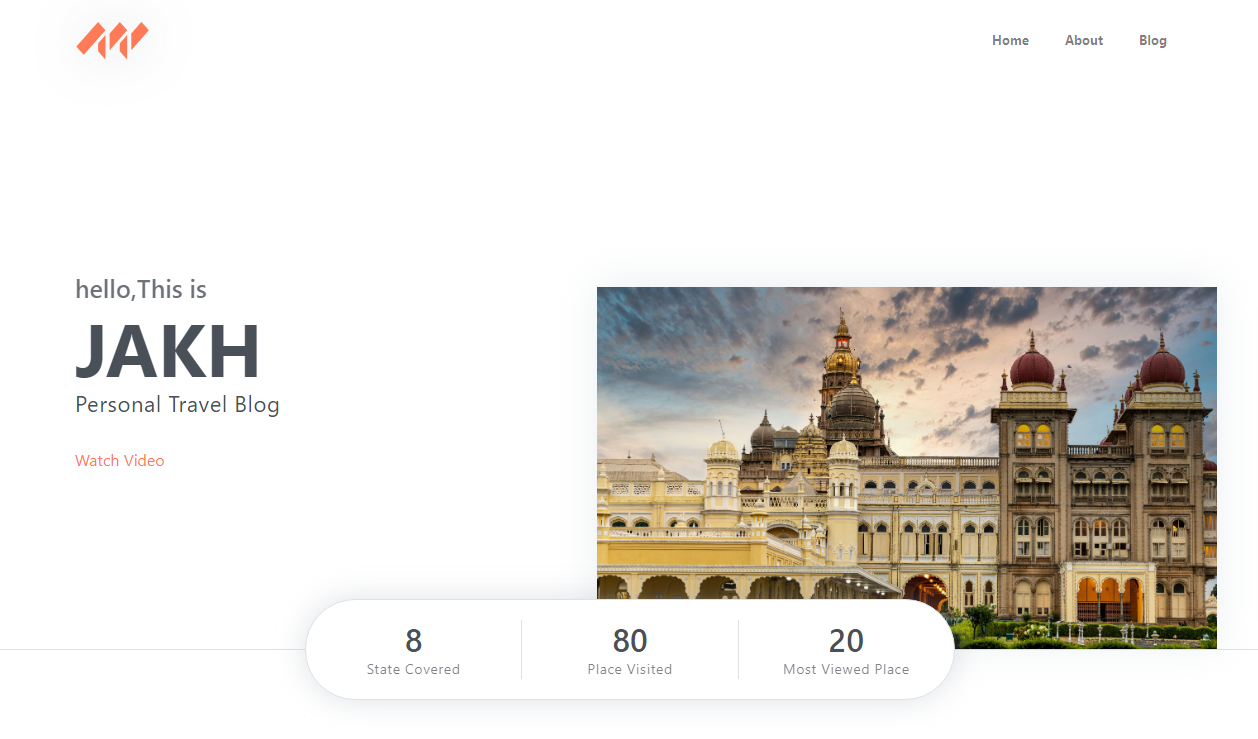 Home About Blog
hello,This is
JAKH
Personal Travel Blog
Watch Video
8 80 20
State Covered Place Visited Most Viewed Place